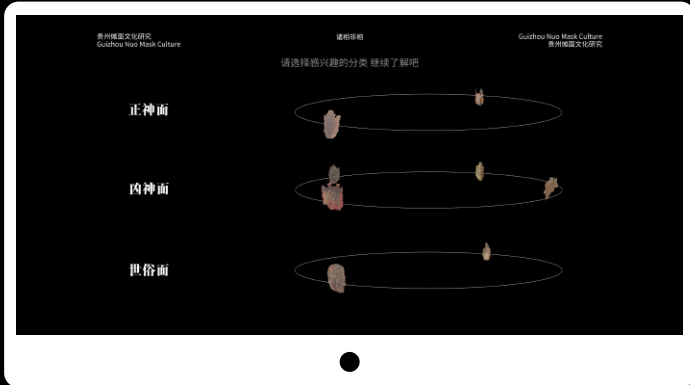 贵州傩面文化研究
Guizhou Nuo Mask Culture
诸相非相
Guizhou Nuo Mask Culture
贵州傩面文化研究
请选择感兴趣的分类 继续了解吧
正神面
凶神面
世俗面